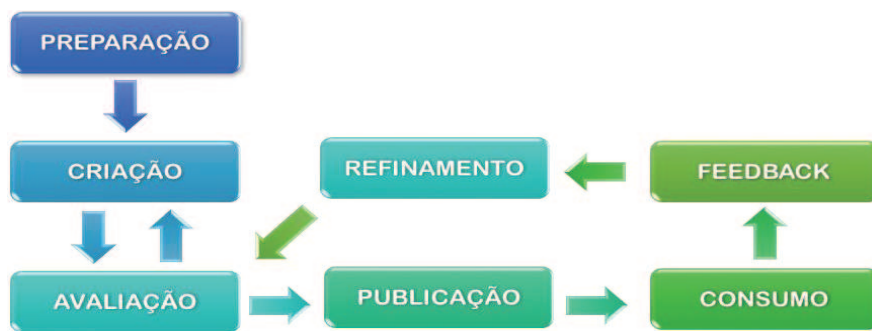 PREPARAÇÃO
CRIAÇÃO
REFINAMENTO
FEEDBACK
AVALIAÇÃO
PUBLICAÇÃO
CONSUMO